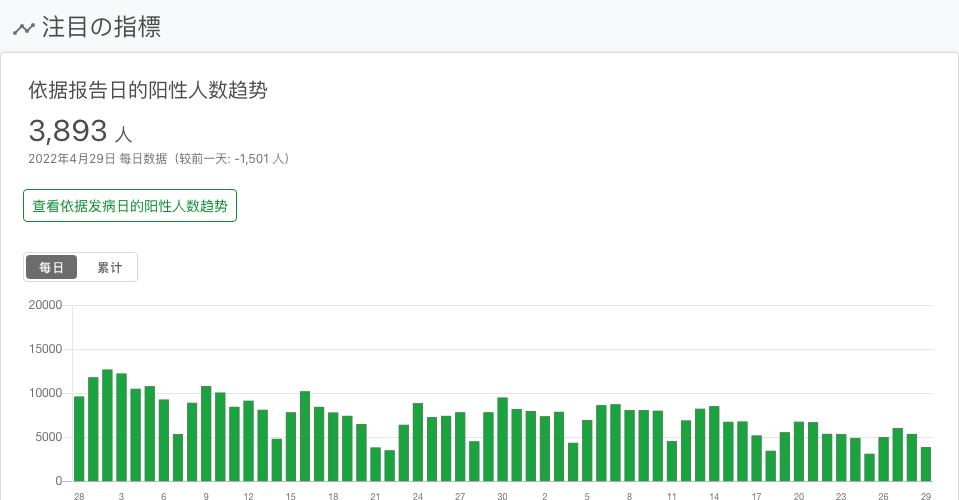 注目の指標
依据报告日的阳性人数趋势
3,893 人
2022年4月29日 每日数据（较前一天: -1,501 人）
查看依据发病日的阳性人数趋势
每日 累计
20000
15000
10000
5000
0
28 3 6 9 12 15 18 21 24 27 30 2 5 8 11 14 17 20 23 26 29